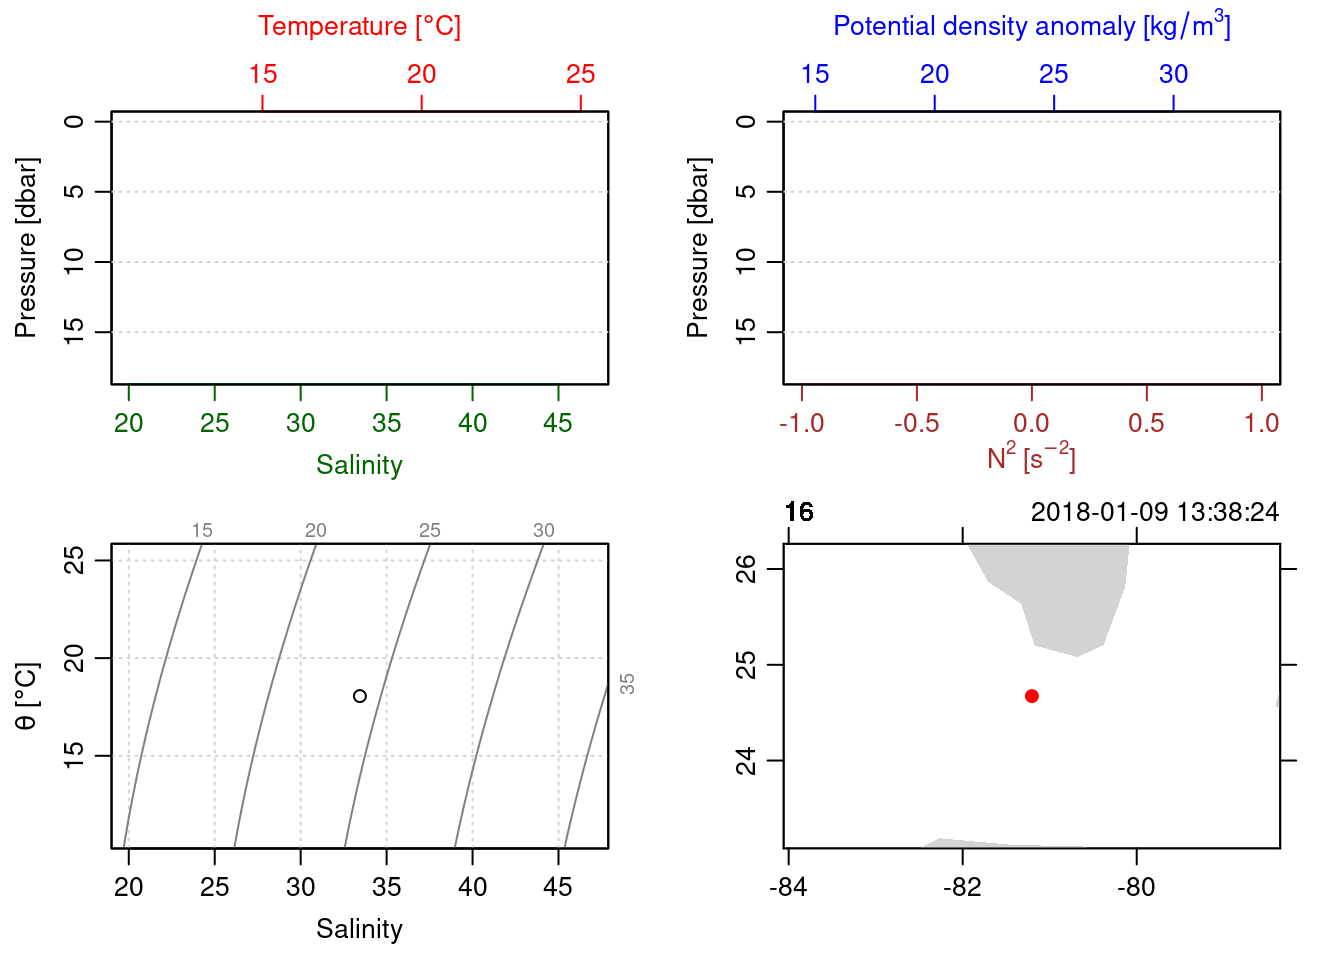 Temperature [°C]
15 20 25
0
5
10
15
Pressure [dbar]
20 25 30 35 40 45
Salinity
Potential density anomaly [kg/m³]
15 20 25 30
0
5
10
15
Pressure [dbar]
-1.0 -0.5 0.0 0.5 1.0
N² [s⁻²]
15 20 25 30
35
25
20
15
θ [°C]
20 25 30 35 40 45
Salinity
16 2018-01-09 13:38:24
26
25
24
-84 -82 -80